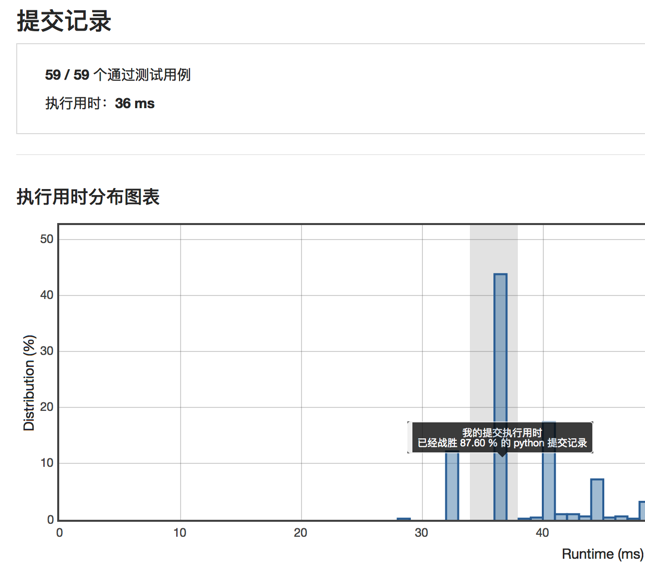 提交记录
59 / 59 个通过测试用例
执行用时：36 ms
执行用时分布图表
50
40
30
20
10
0
Distribution (%)
我的提交执行用时
已经战胜 87.60 % 的 python 提交记录
0
10
20
30
40
Runtime (ms)